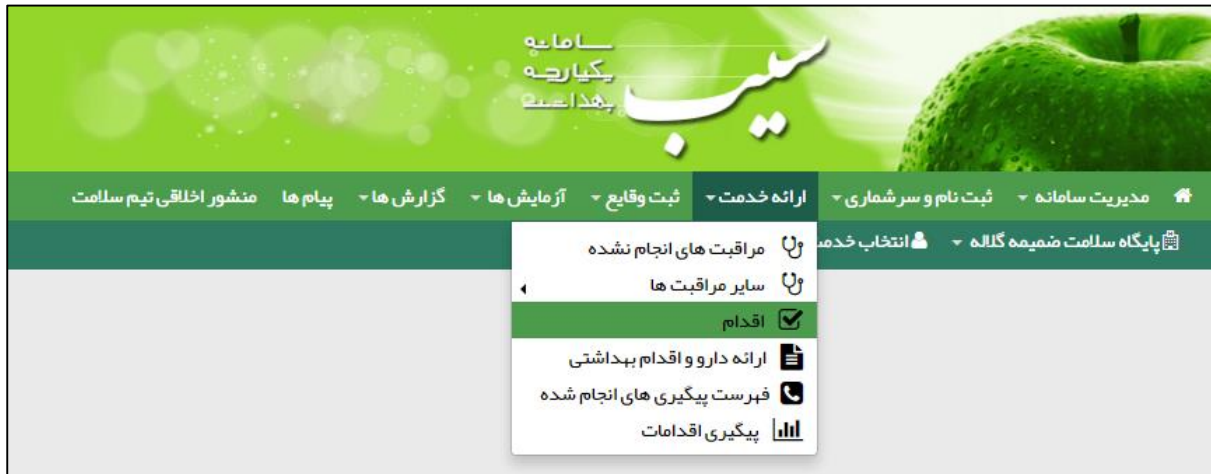 سامانه
یکپارچه
بهداشت
سیب
مدیریت سامانه ثبت نام و سرشماری ارائه خدمت ثبت وقایع آزمایش ها گزارش ها پیام ها منشور اخلاقی تیم سلامت
پایگاه سلامت ضمیمه گلاله انتخاب خدمت
مراقبت های انجام نشده
سایر مراقبت ها
اقدام
ارائه دارو و اقدام بهداشتی
فهرست پیگیری های انجام شده
پیگیری اقدامات